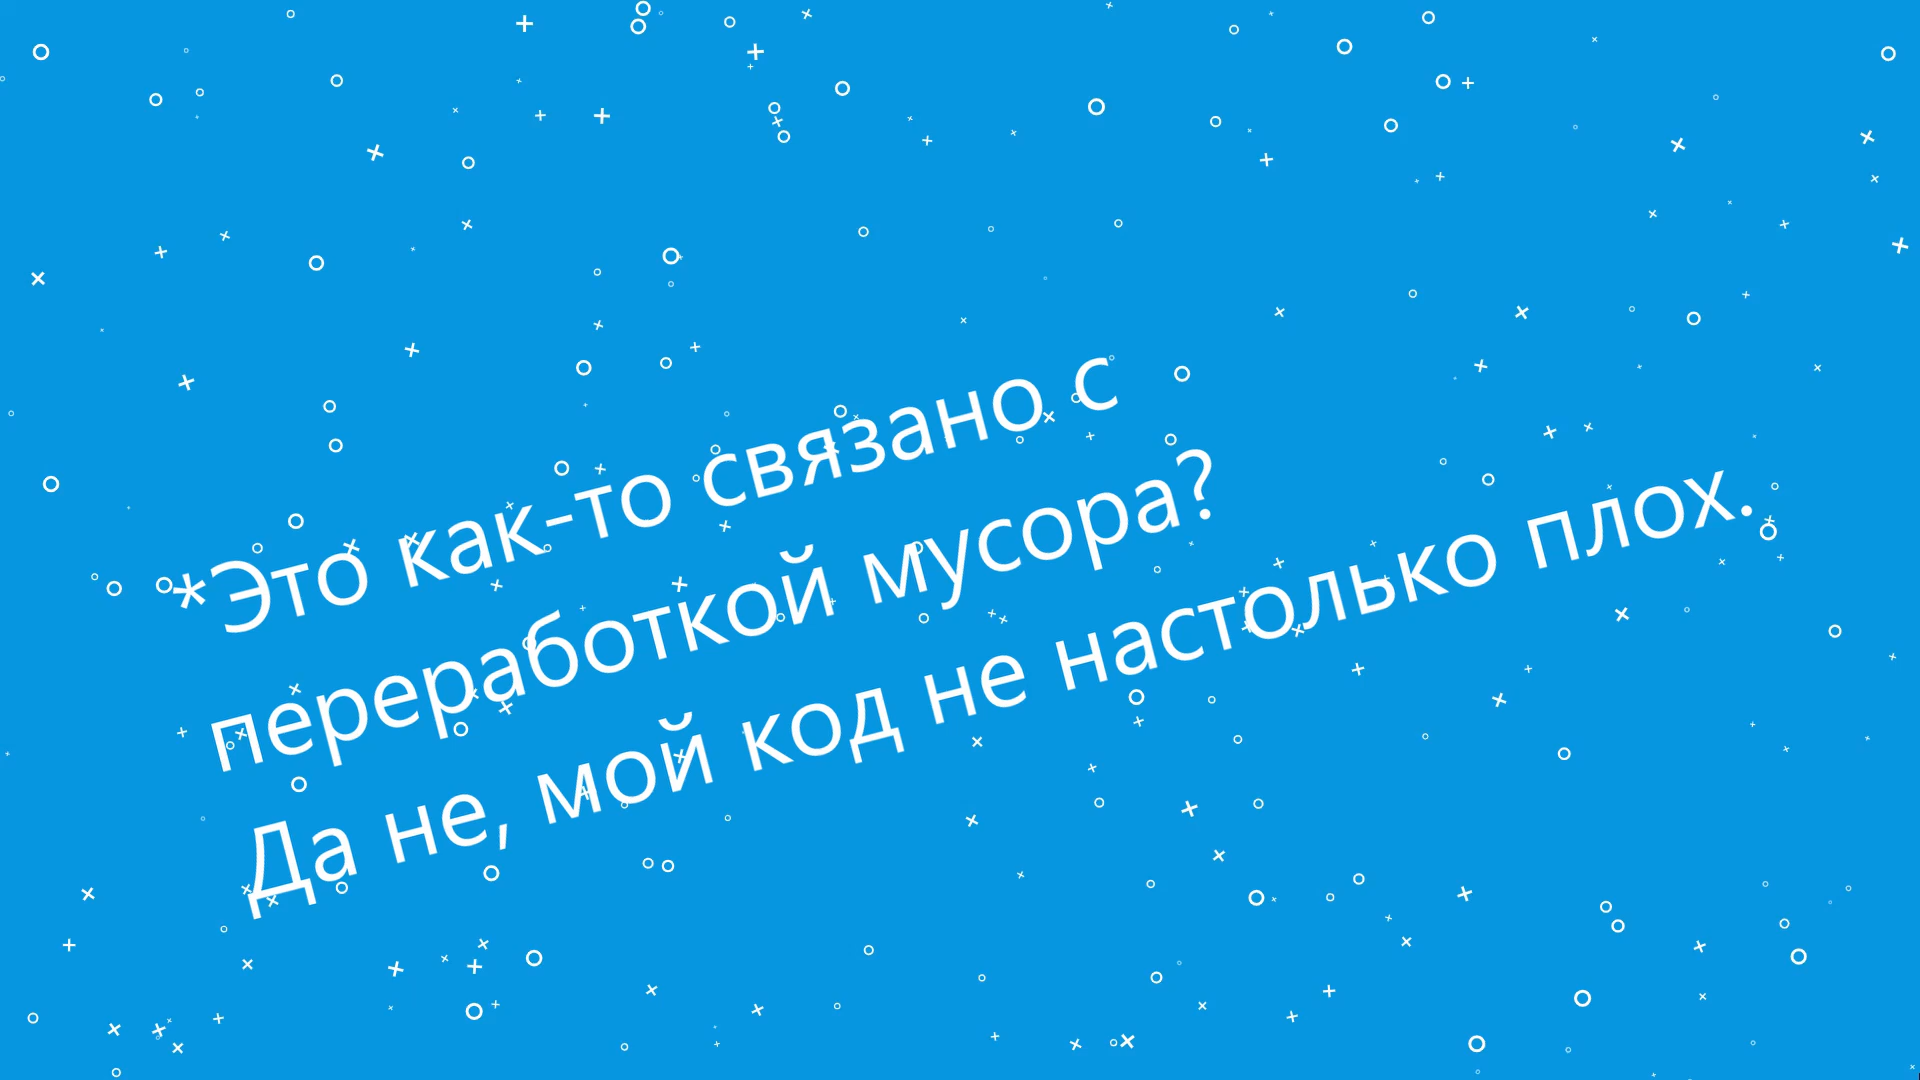 *Это как-то связано с
переработкой мусора?
Да не, мой код не настолько плох.